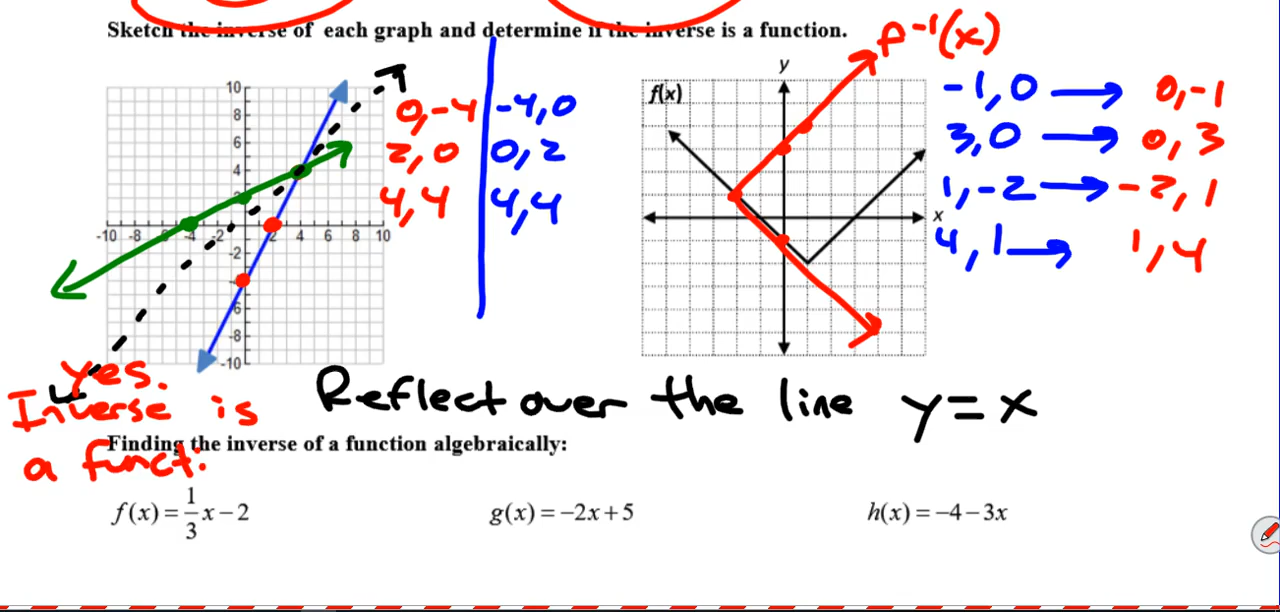 Sketch the inverse of each graph and determine if the inverse is a function.
f⁻¹(x)
10
8
6
4
2
-10 -8 -4 -2 2 4 6 8 10
-2
-6
-8
-10
0,-4 -4,0
2,0 0,2
4,4 4,4
y
f(x)
x
-1,0 → 0,-1
3,0 → 0,3
1,-2 → -2,1
4,1 → 1,4
yes.
Inverse is
a funct.
Reflect over the line y=x
Finding the inverse of a function algebraically:
f(x)=1/3x-2
g(x)=-2x+5
h(x)=-4-3x